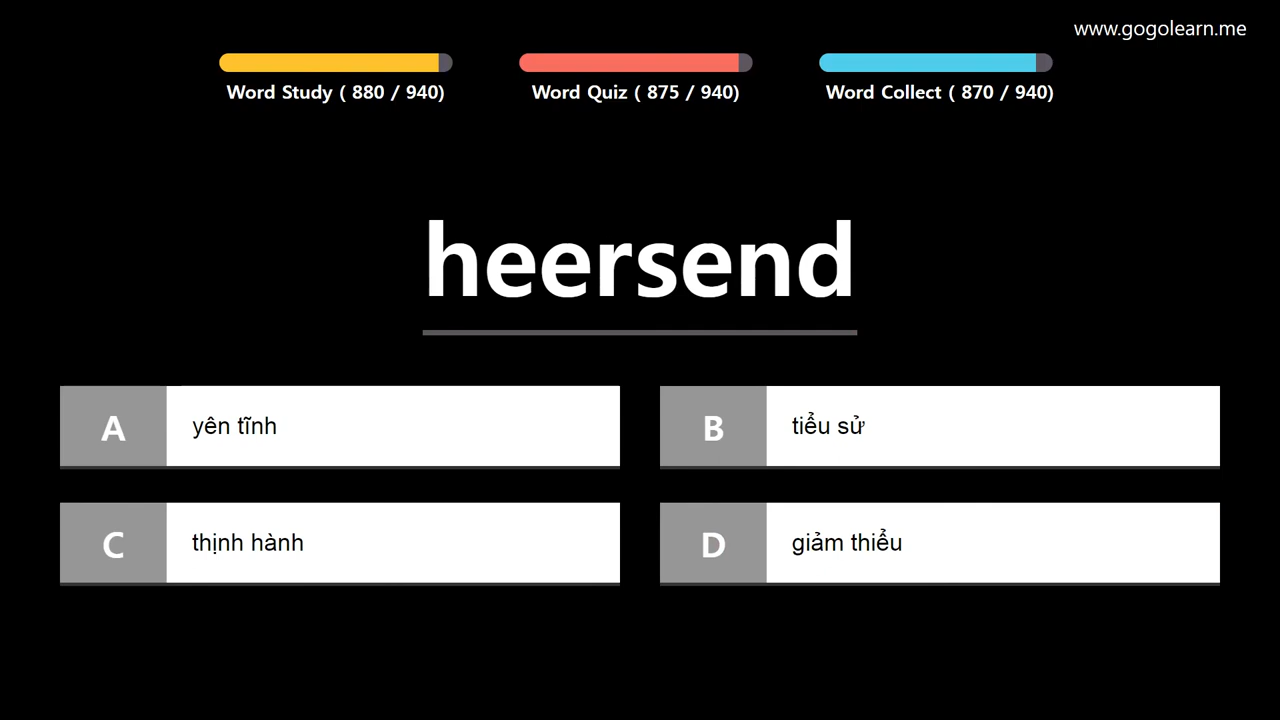 www.gogolearn.me
Word Study ( 880 / 940)
Word Quiz ( 875 / 940)
Word Collect ( 870 / 940)
heersend
A yên tĩnh
B tiểu sử
C thịnh hành
D giảm thiểu